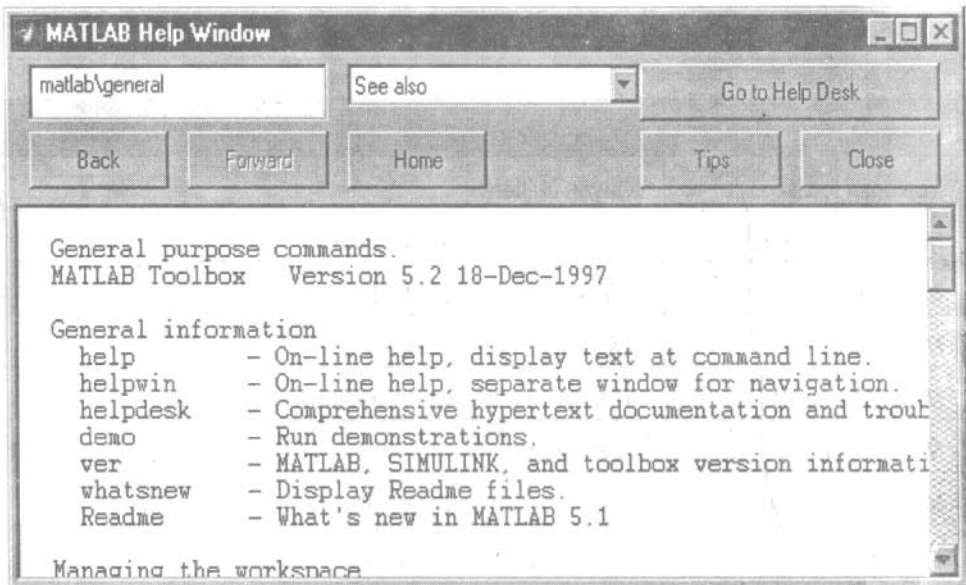 MATLAB Help Window
matlab\general
See also
Go to Help Desk
Back
Forward
Home
Tips
Close
General purpose commands.
MATLAB Toolbox   Version 5.2 18-Dec-1997
General information
help - On-line help, display text at command line.
helpwin - On-line help, separate window for navigation.
helpdesk - Comprehensive hypertext documentation and troub
demo - Run demonstrations.
ver - MATLAB, SIMULINK, and toolbox version informati
whatsnew - Display Readme files.
Readme - What's new in MATLAB 5.1
Managing the workspace